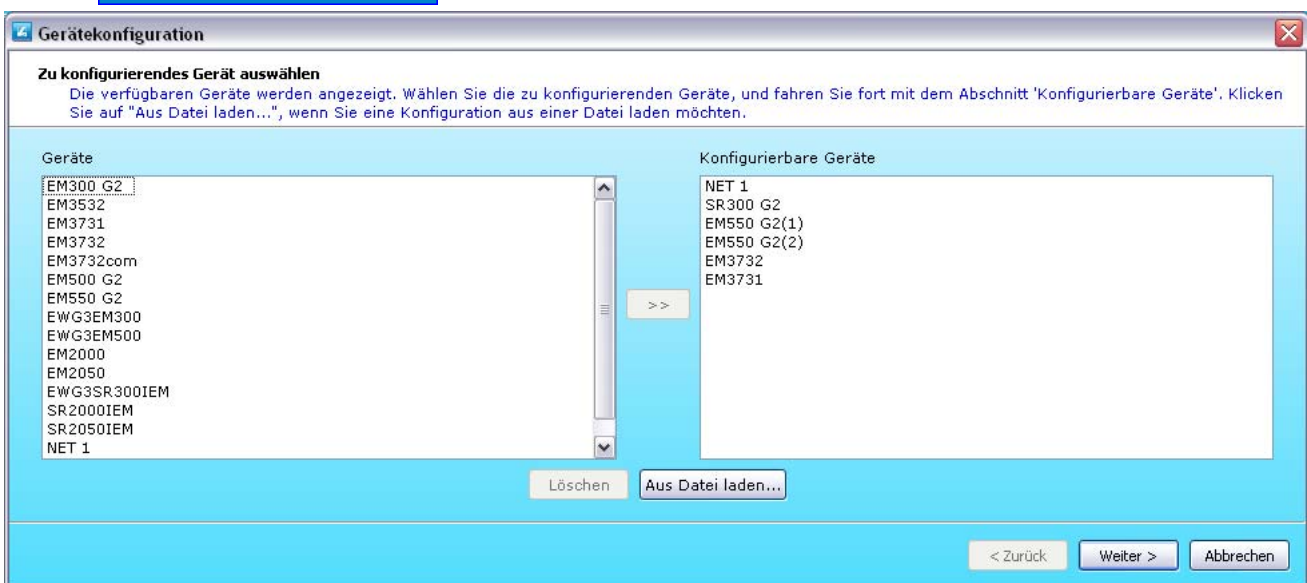 Gerätekonfiguration
Zu konfigurierendes Gerät auswählen
Die verfügbaren Geräte werden angezeigt. Wählen Sie die zu konfigurierenden Geräte, und fahren Sie fort mit dem Abschnitt 'Konfigurierbare Geräte'. Klicken
Sie auf "Aus Datei laden...", wenn Sie eine Konfiguration aus einer Datei laden möchten.
Geräte
EM300 G2
EM3532
EM3731
EM3732
EM3732com
EM500 G2
EM550 G2
EWG3EM300
EWG3EM500
EM2000
EM2050
EWG3SR300IEM
SR2000IEM
SR2050IEM
NET 1
>>
Konfigurierbare Geräte
NET 1
SR300 G2
EM550 G2(1)
EM550 G2(2)
EM3732
EM3731
Löschen
Aus Datei laden...
< Zurück
Weiter >
Abbrechen